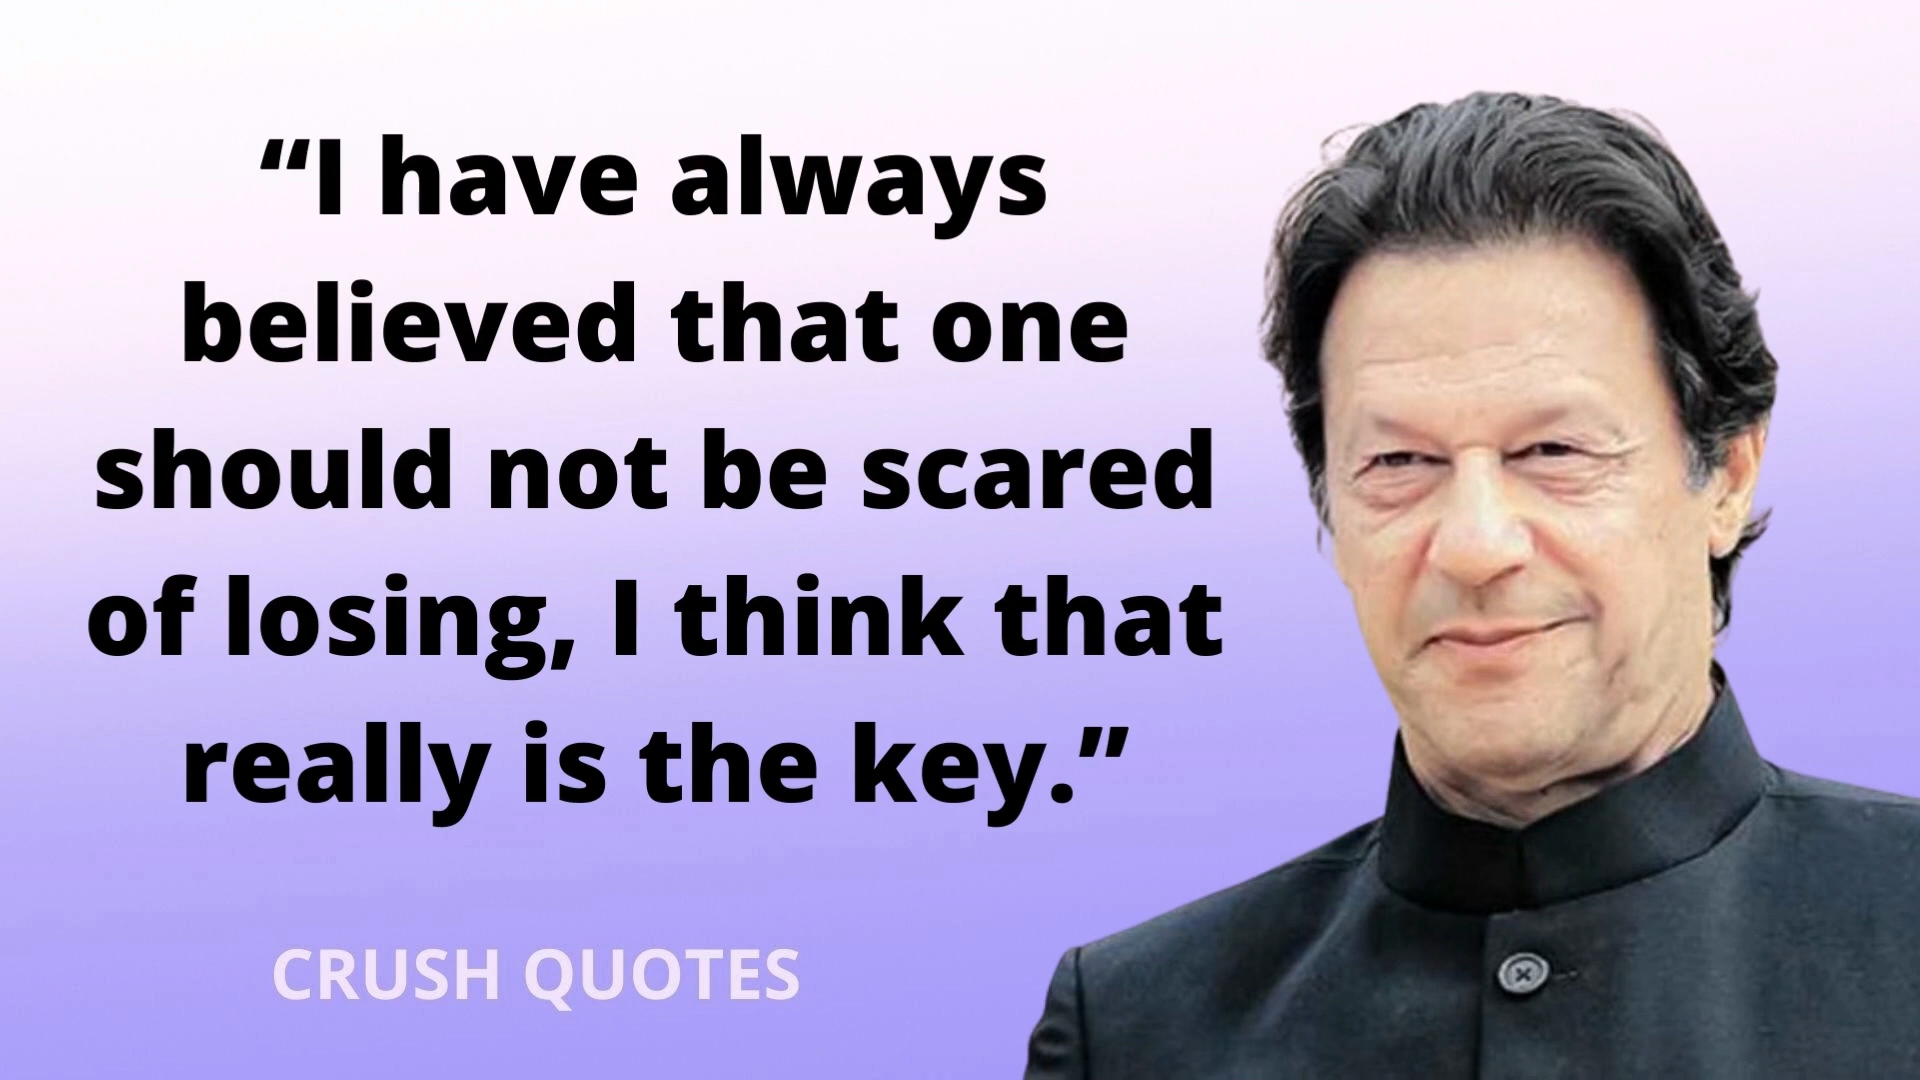 “I have always
believed that one
should not be scared
of losing, I think that
really is the key.”
CRUSH QUOTES